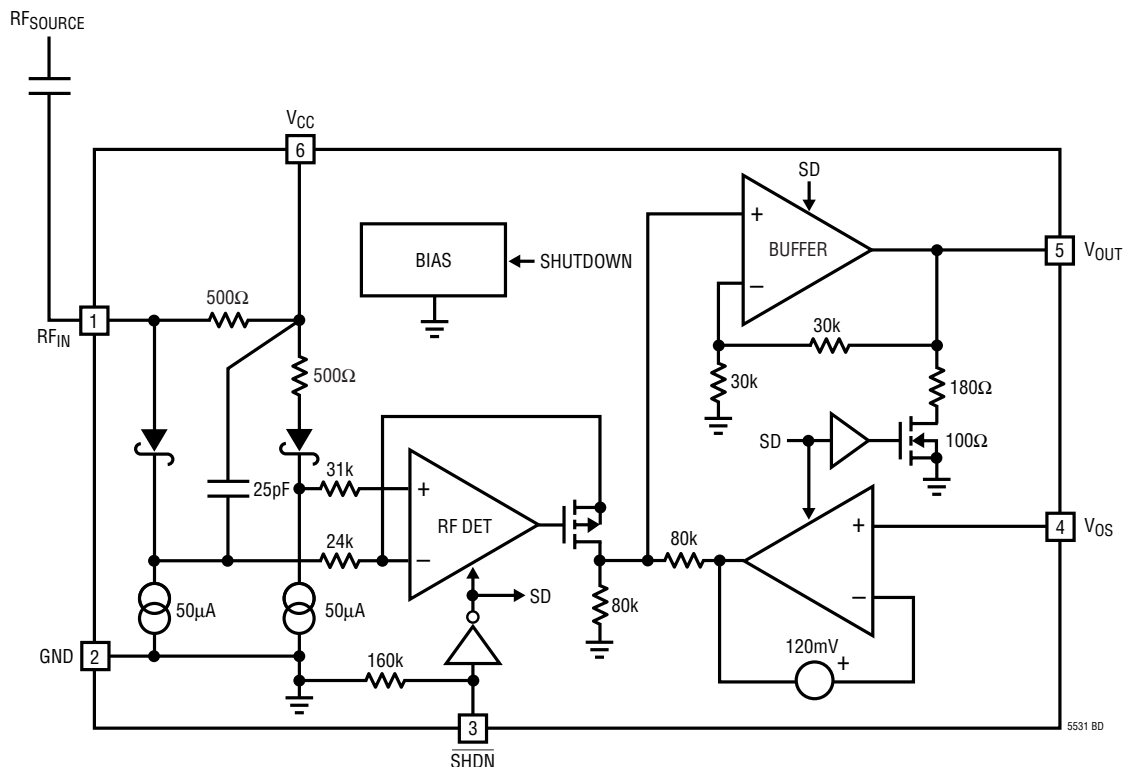 RFSOURCE
VCC
6
SD
+
BUFFER
−
5 VOUT
BIAS
SHUTDOWN
500Ω
1
RFIN
500Ω
30k
30k
180Ω
SD
100Ω
31k
25pF
+
RF DET
−
24k
+
4 VOS
80k
−
50µA
50µA
SD
80k
120mV
+
GND 2
160k
3
SHDN
5531 BD